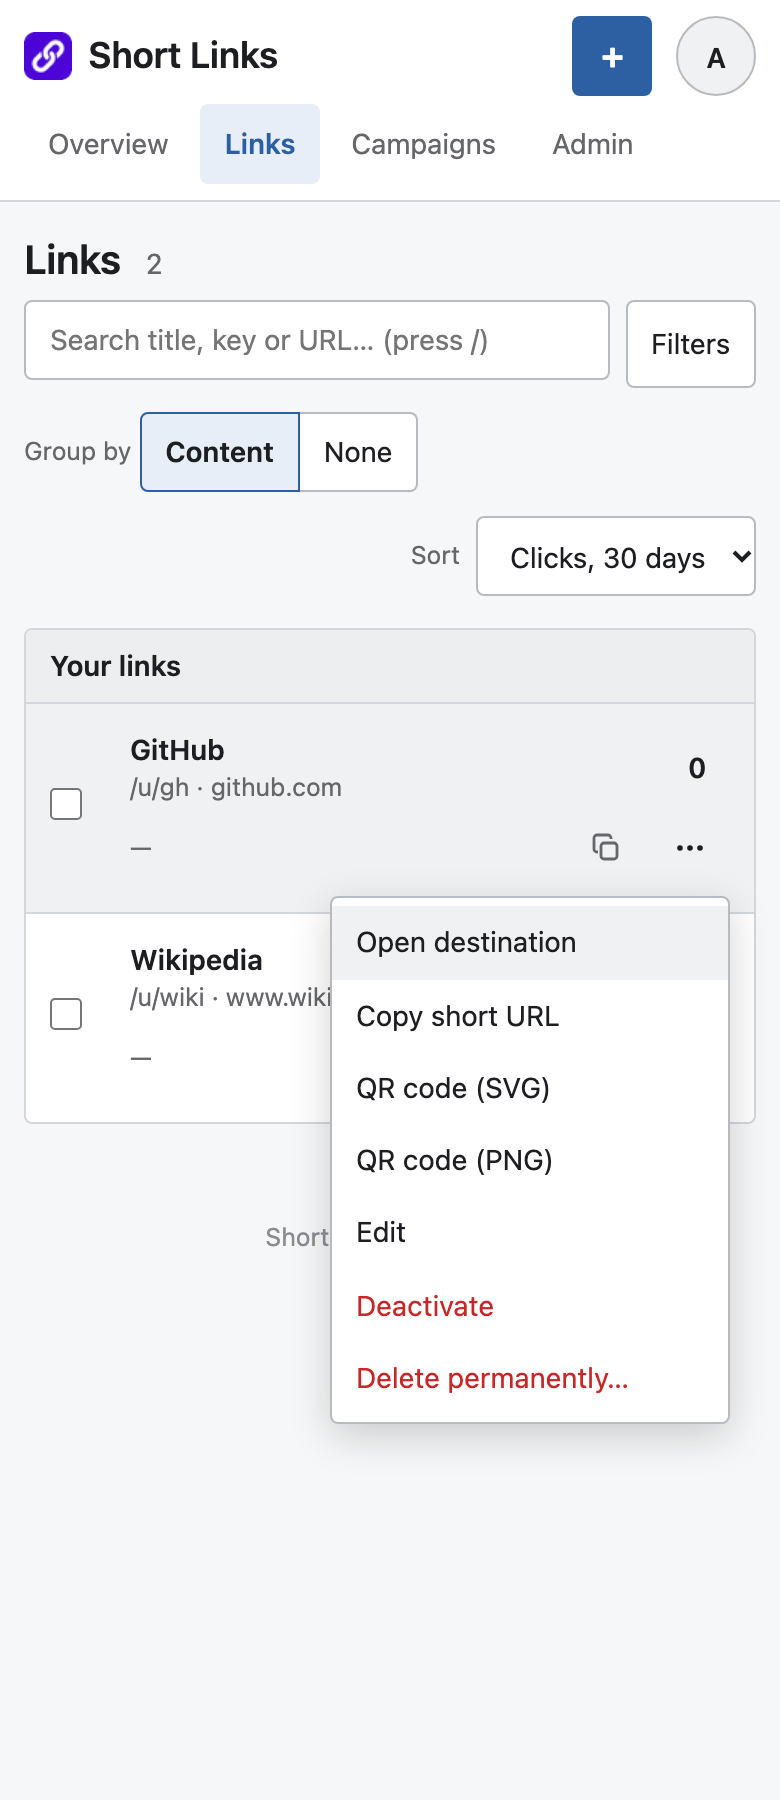 Short Links
+
A
Overview
Links
Campaigns
Admin
Links 2
Search title, key or URL... (press /)
Filters
Group by
Content
None
Sort
Clicks, 30 days
Your links
GitHub
0
/u/gh · github.com
—
Wikipedia
/u/wiki · www.wiki
—
Open destination
Copy short URL
QR code (SVG)
QR code (PNG)
Short
Edit
Deactivate
Delete permanently...